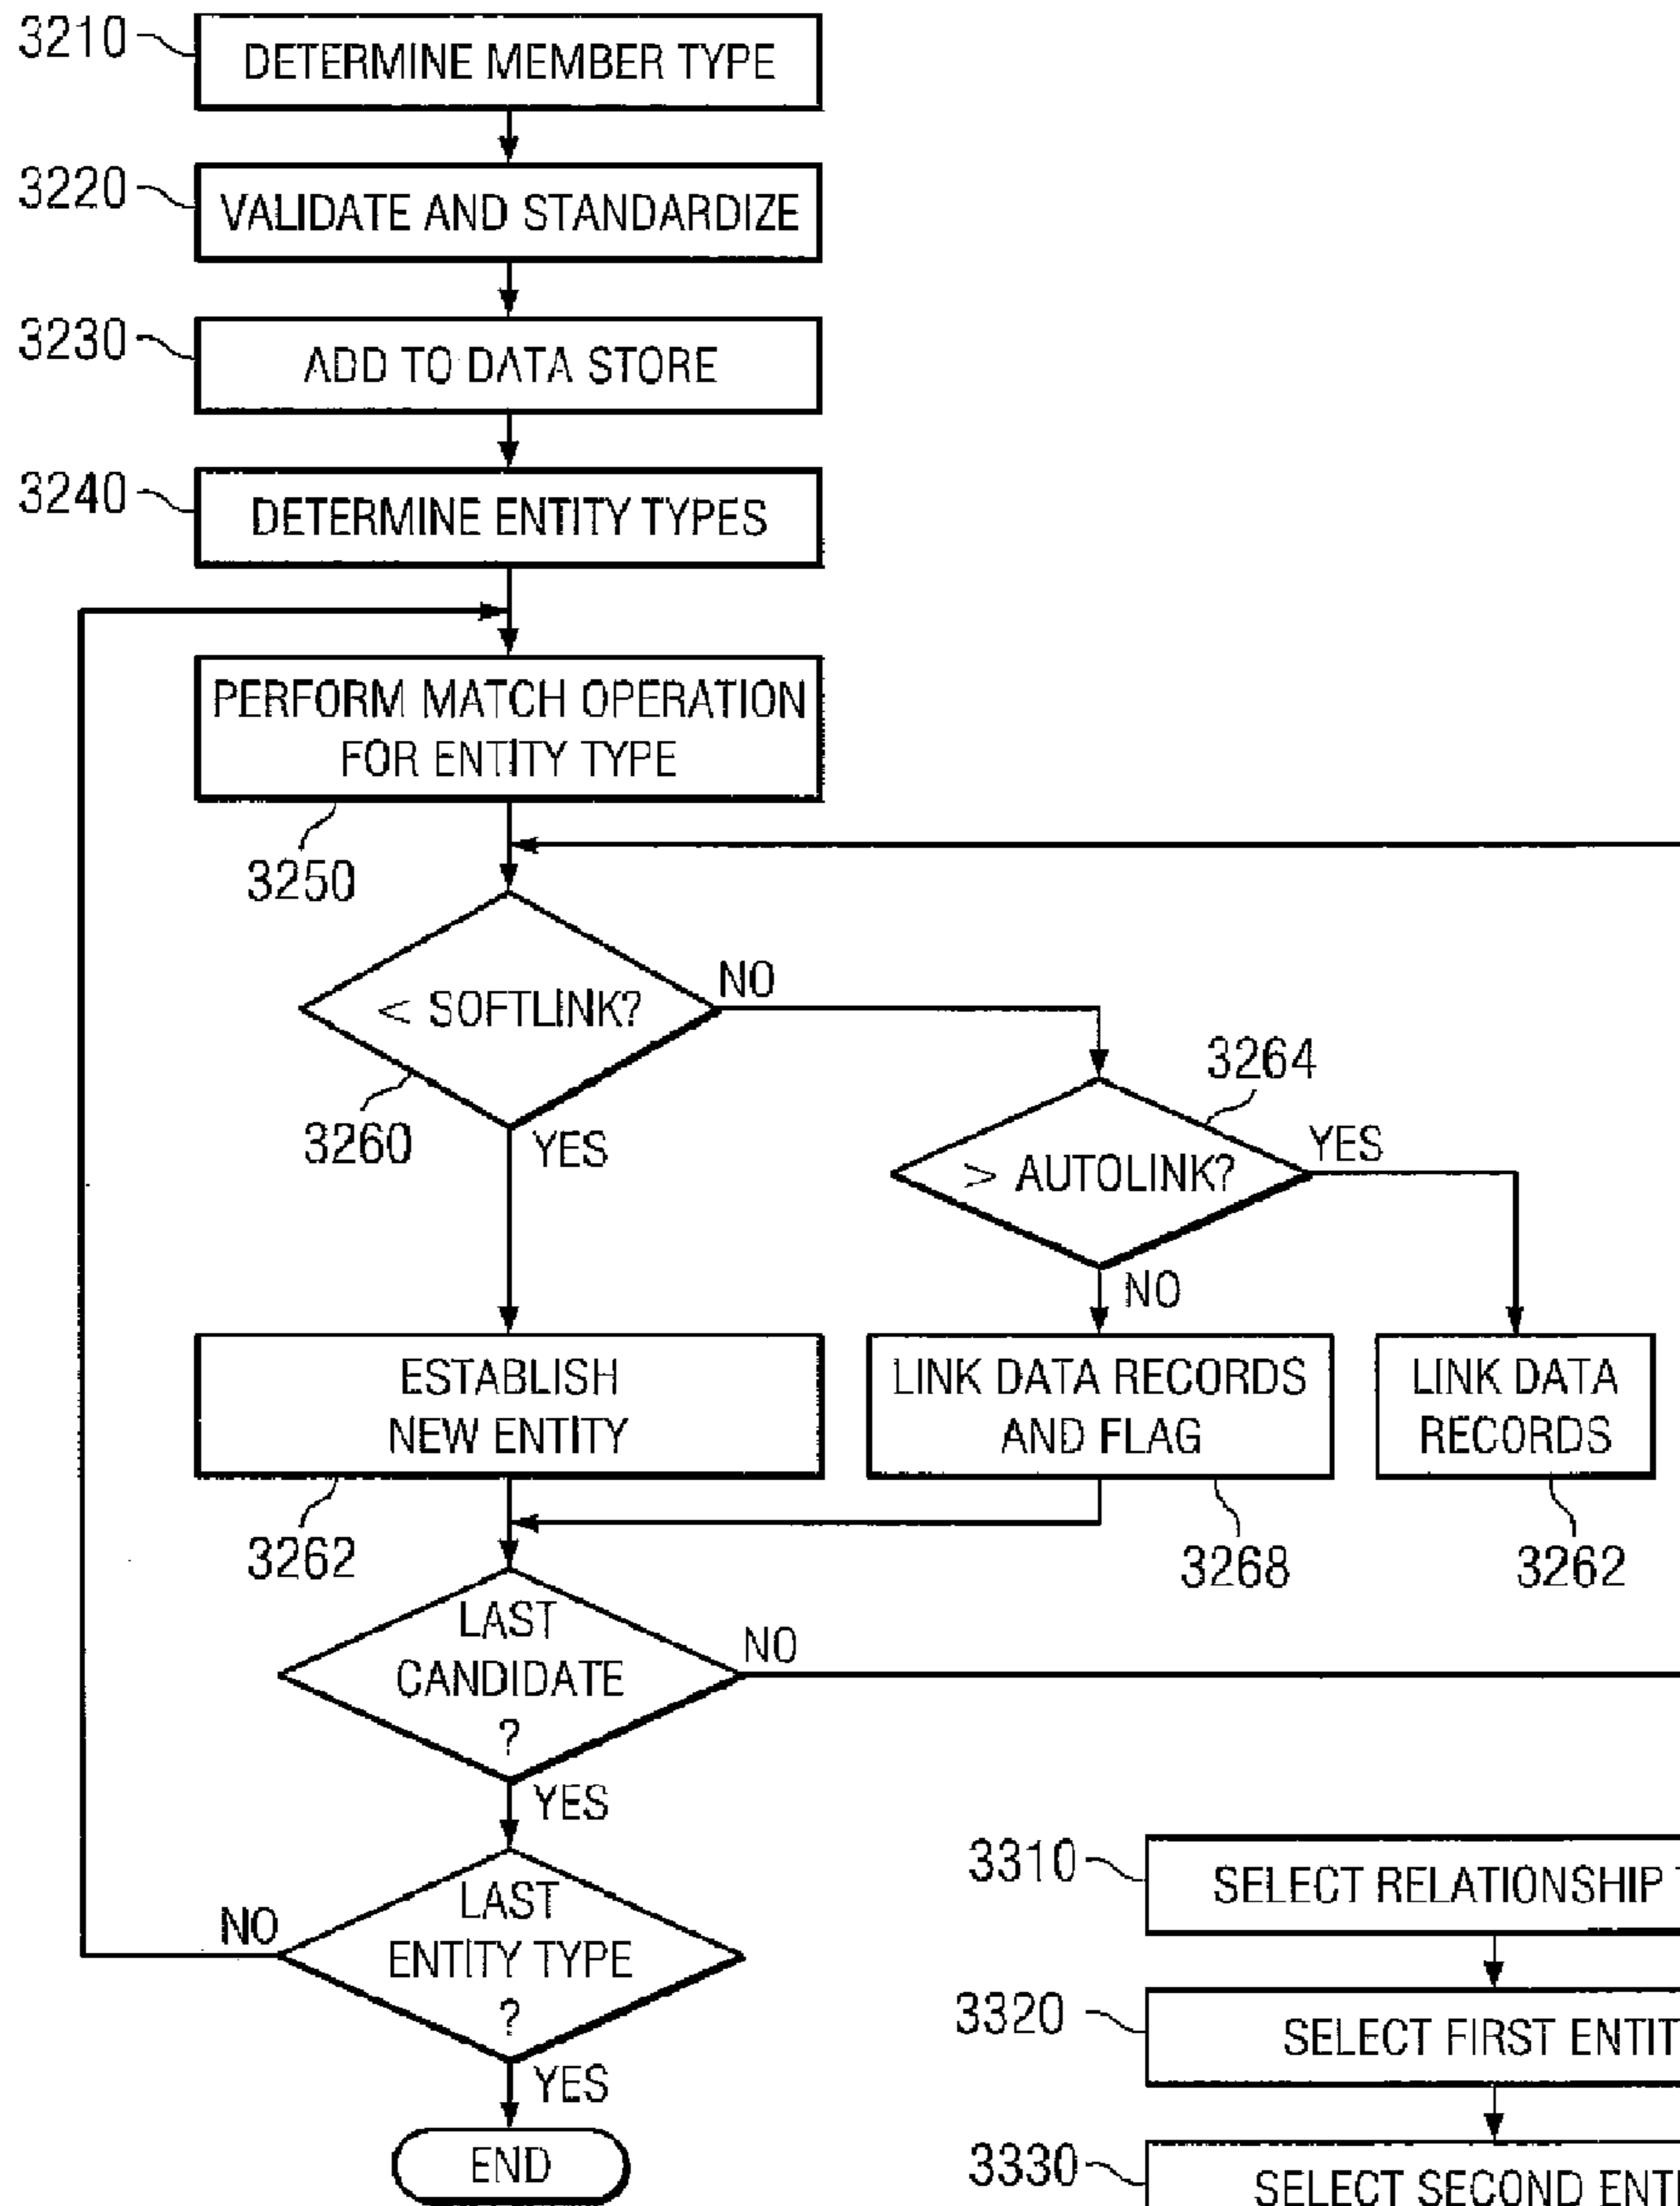 3210
DETERMINE MEMBER TYPE
3220
VALIDATE AND STANDARDIZE
3230
ADD TO DATA STORE
3240
DETERMINE ENTITY TYPES
PERFORM MATCH OPERATION
FOR ENTITY TYPE
3250
< SOFTLINK?
NO
3260
YES
3264
> AUTOLINK?
YES
NO
ESTABLISH
NEW ENTITY
3262
LINK DATA RECORDS
AND FLAG
3268
LINK DATA
RECORDS
3262
LAST
CANDIDATE
?
NO
YES
LAST
ENTITY TYPE
?
NO
YES
END
3310
SELECT RELATIONSHIP
3320
SELECT FIRST ENTIT
3330
SELECT SECOND ENT